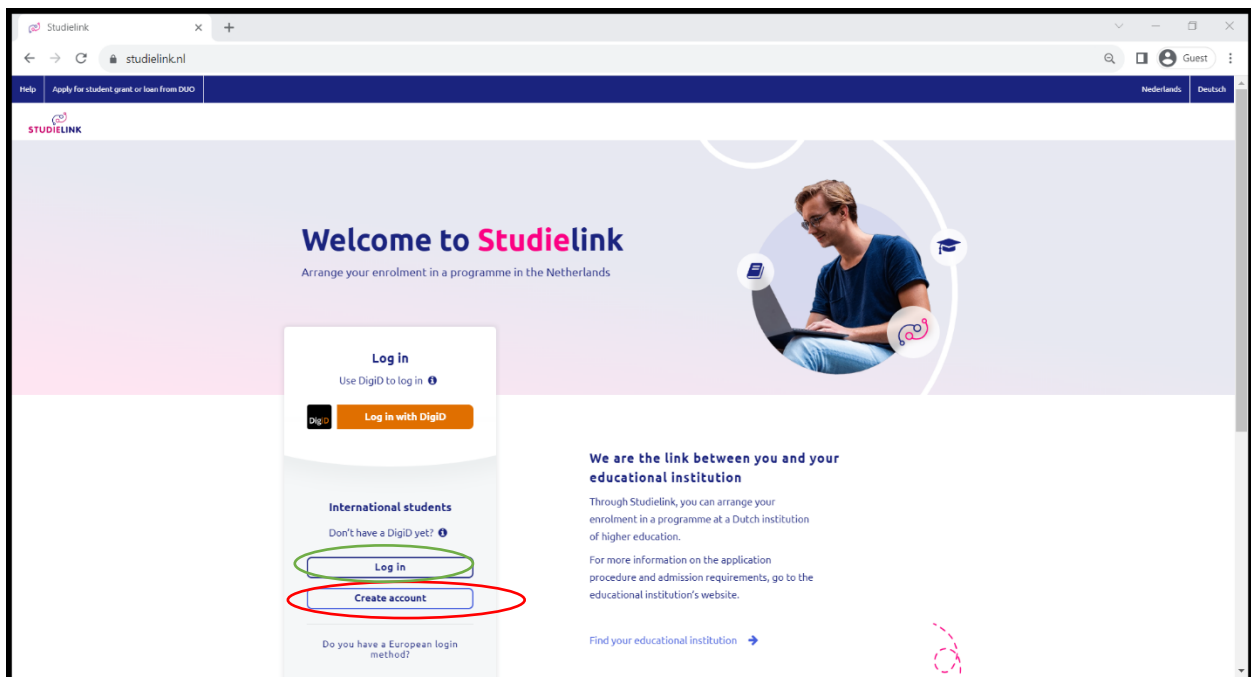 Studielink
studielink.nl
Guest
Help
Apply for student grant or loan from DUO
Nederlands
Deutsch
STUDIELINK
Welcome to Studielink
Arrange your enrolment in a programme in the Netherlands
Log in
Use DigiD to log in
DigiD
Log in with DigiD
International students
Don't have a DigiD yet?
Log in
Create account
Do you have a European login
method?
We are the link between you and your
educational institution
Through Studielink, you can arrange your
enrolment in a programme at a Dutch institution
of higher education.
For more information on the application
procedure and admission requirements, go to the
educational institution's website.
Find your educational institution